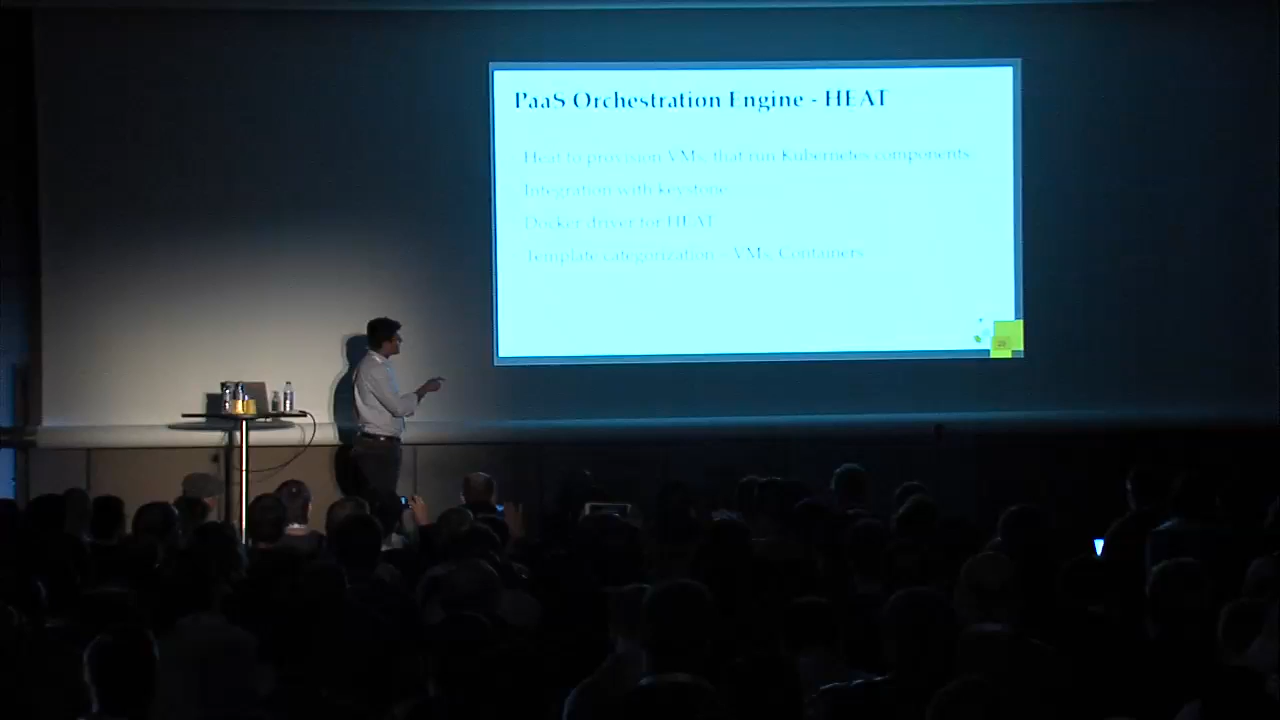 PaaS Orchestration Engine - HEAT
Heat to provision VMs, that run Kubernetes components
Integration with keystone
Docker driver for HEAT
Template categorization - VMs, Containers